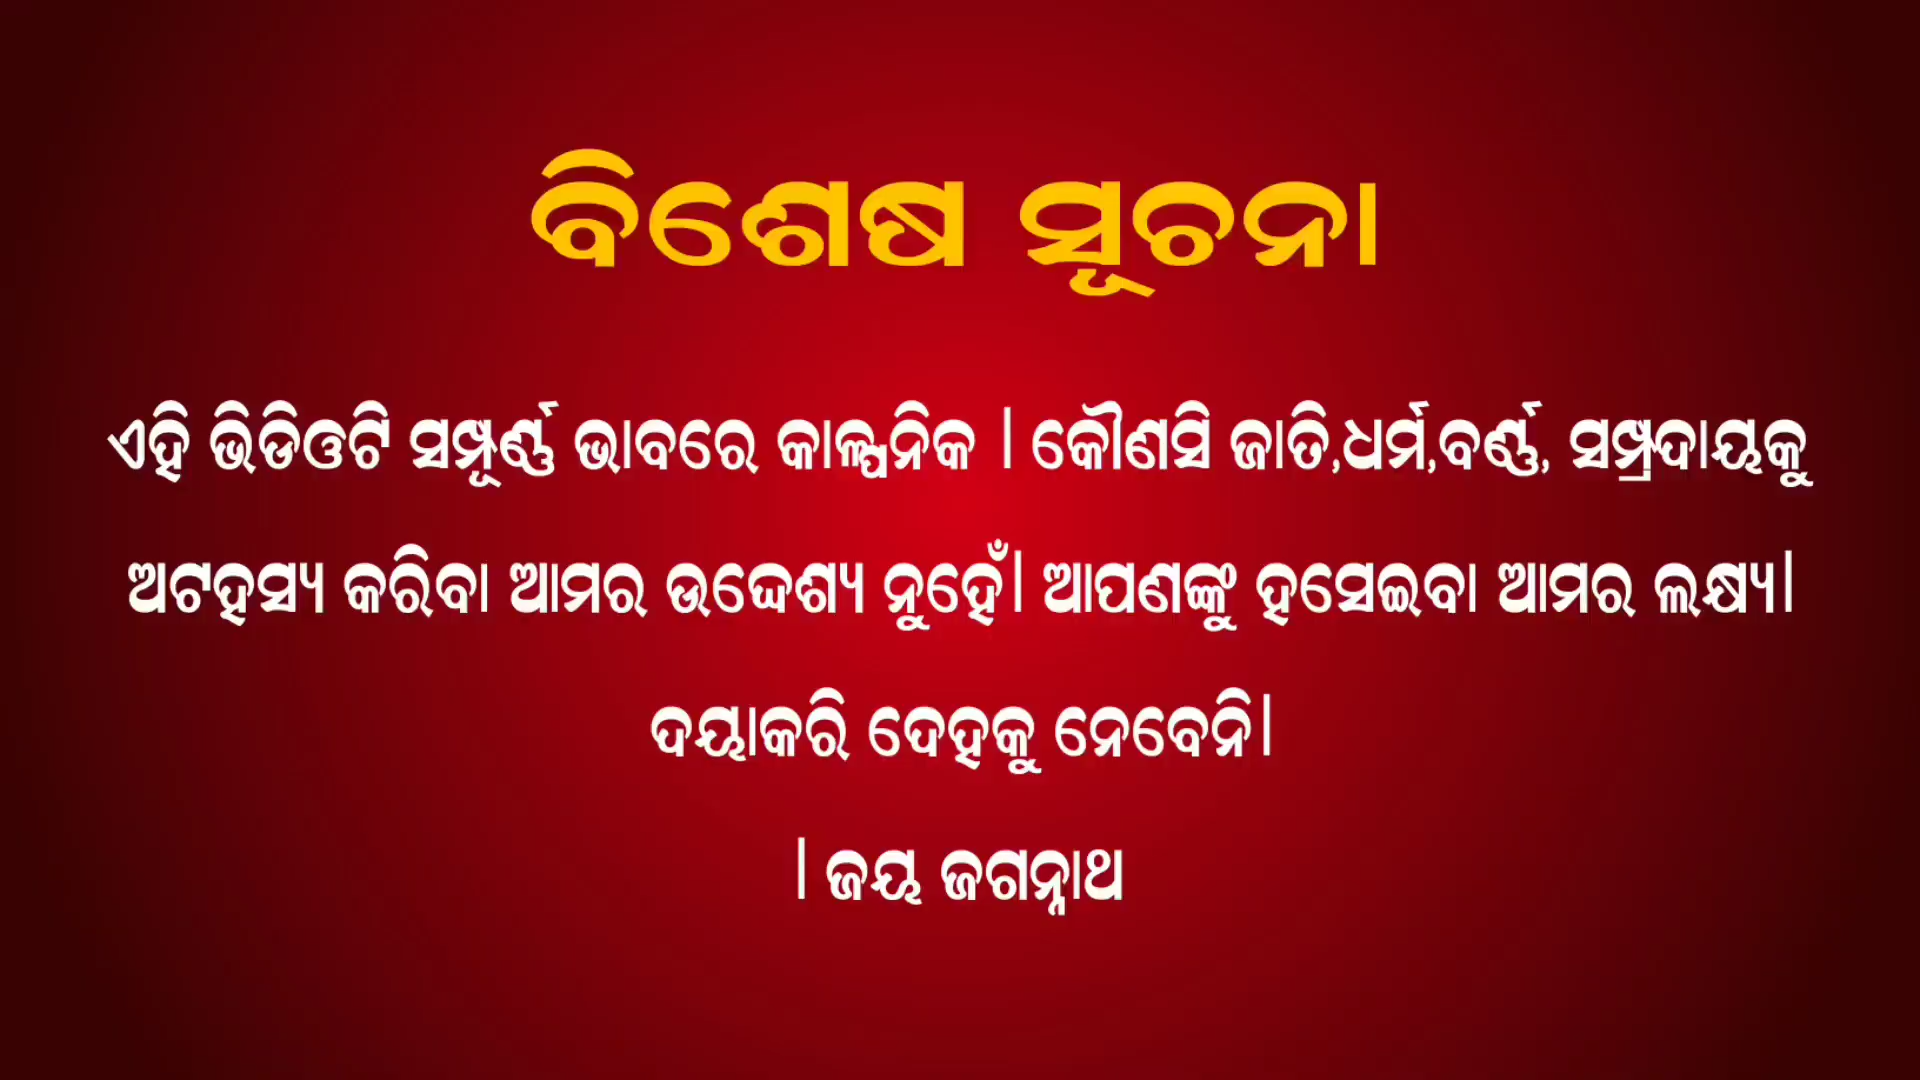 ବିଶେଷ ସୂଚନା
ଏହି ଭିଡିଓଟି ସମ୍ପୂର୍ଣ୍ଣ ଭାବରେ କାଳ୍ପନିକ | କୌଣସି ଜାତି,ଧର୍ମ,ବର୍ଣ୍ଣ, ସମ୍ପ୍ରଦାୟକୁ
ଅଟହସ୍ୟ କରିବା ଆମର ଉଦ୍ଦେଶ୍ୟ ନୁହେଁ| ଆପଣଙ୍କୁ ହସେଇବା ଆମର ଲକ୍ଷ୍ୟ|
ଦୟାକରି ଦେହକୁ ନେବେନି|
| ଜୟ ଜଗନ୍ନାଥ